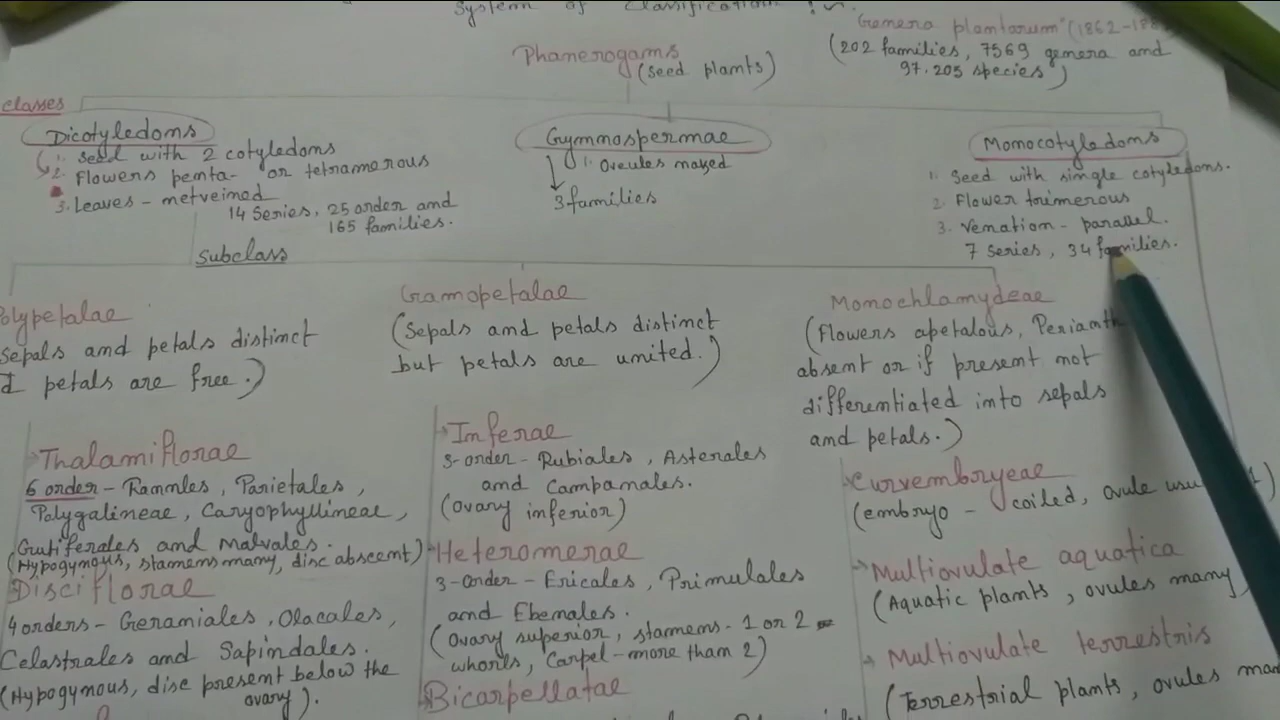 System of Classification :~.
Genera plantarum" (1862-188
(202 families, 7569 genera and
97.205 species)
Phanerogams
(seed plants)
classes
Dicotyledons
1. Seed with 2 cotyledons
2. Flowers penta- or tetramerous
3. Leaves - netveined
14 Series, 25 order and
165 families.
Gymnospermae
1. Ovules naked
3 families
Monocotyledons
1. Seed with single cotyledons.
2. Flower trimerous
3. Venation - parallel.
7 Series, 34 families.
Subclass
Polypetalae
Sepals and petals distinct
d petals are free.)
Gamopetalae
(Sepals and petals distinct
but petals are united.)
Monochlamydeae
(Flowers apetalous, Perianth
absent or if present not
differentiated into sepals
and petals.)
Thalamiflorae
6 order - Rannles, Parietales,
Polygalineae, Caryophyllineae,
Gutiferales and Malvales.
(Hypogynous, stamens many, disc abscent)
Disciflorae
4 orders - Geraniales, Olacales,
Celastrales and Sapindales.
(Hypogynous, disc present below the
ovary).
Inferae
3-order - Rubiales, Asterales
and Campanales.
(Ovary inferior)
Heteromerae
3-order - Ericales, Primulales
and Ebenales.
(Ovary superior, stamens - 1 or 2
whorls, Carpel - more than 2)
Bicarpellatae
Curvembryeae
(embryo - coiled, ovule usu 1)
Multiovulate aquatica
(Aquatic plants, ovules many
Multiovulate terrestris
(Terrestrial plants, ovules man